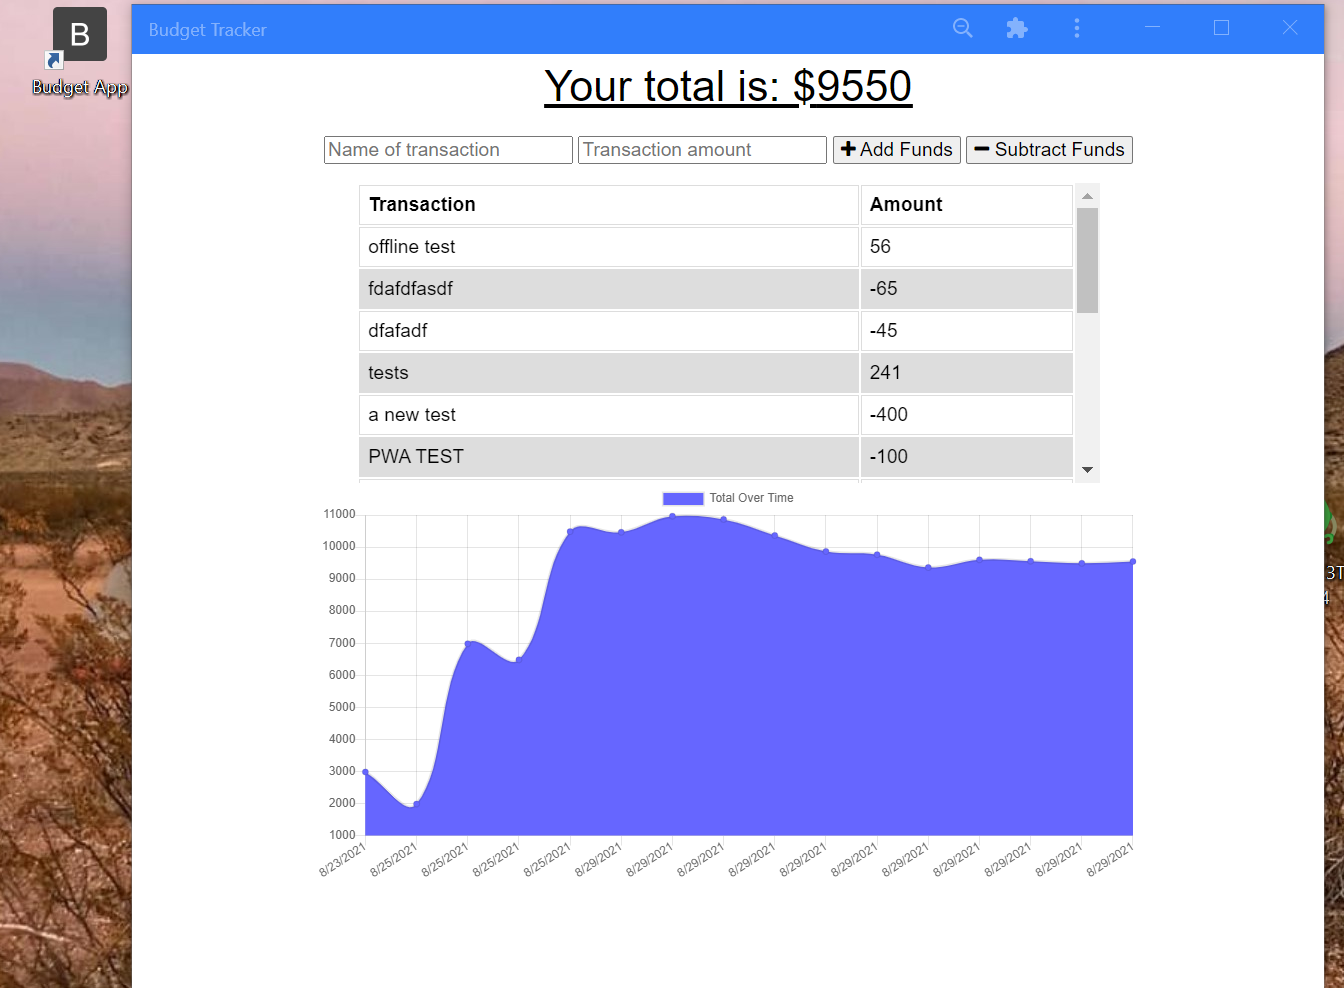 B
Budget App
Budget Tracker
Your total is: $9550
Name of transaction Transaction amount Add Funds Subtract Funds
Transaction Amount
offline test 56
fdafdfasdf -65
dfafadf -45
tests 241
a new test -400
PWA TEST -100
Total Over Time
11000
10000
9000
8000
7000
6000
5000
4000
3000
2000
1000
8/23/2021 8/25/2021 8/25/2021 8/25/2021 8/25/2021 8/29/2021 8/29/2021 8/29/2021 8/29/2021 8/29/2021 8/29/2021 8/29/2021 8/29/2021 8/29/2021 8/29/2021 8/29/2021
3T
4